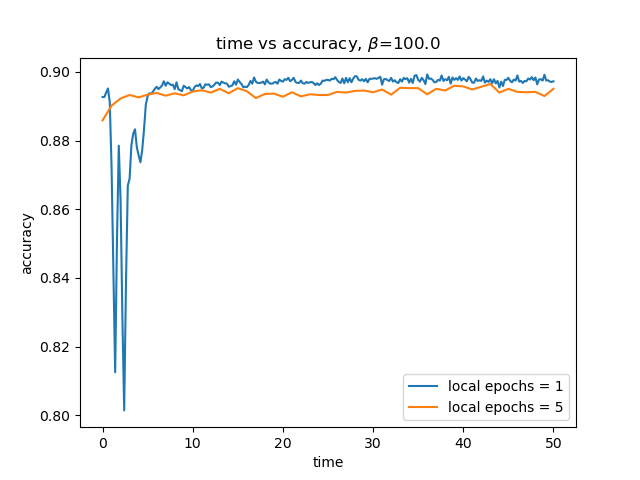 time vs accuracy, β=100.0
accuracy
0.90
0.88
0.86
0.84
0.82
0.80
local epochs = 1
local epochs = 5
0 10 20 30 40 50
time